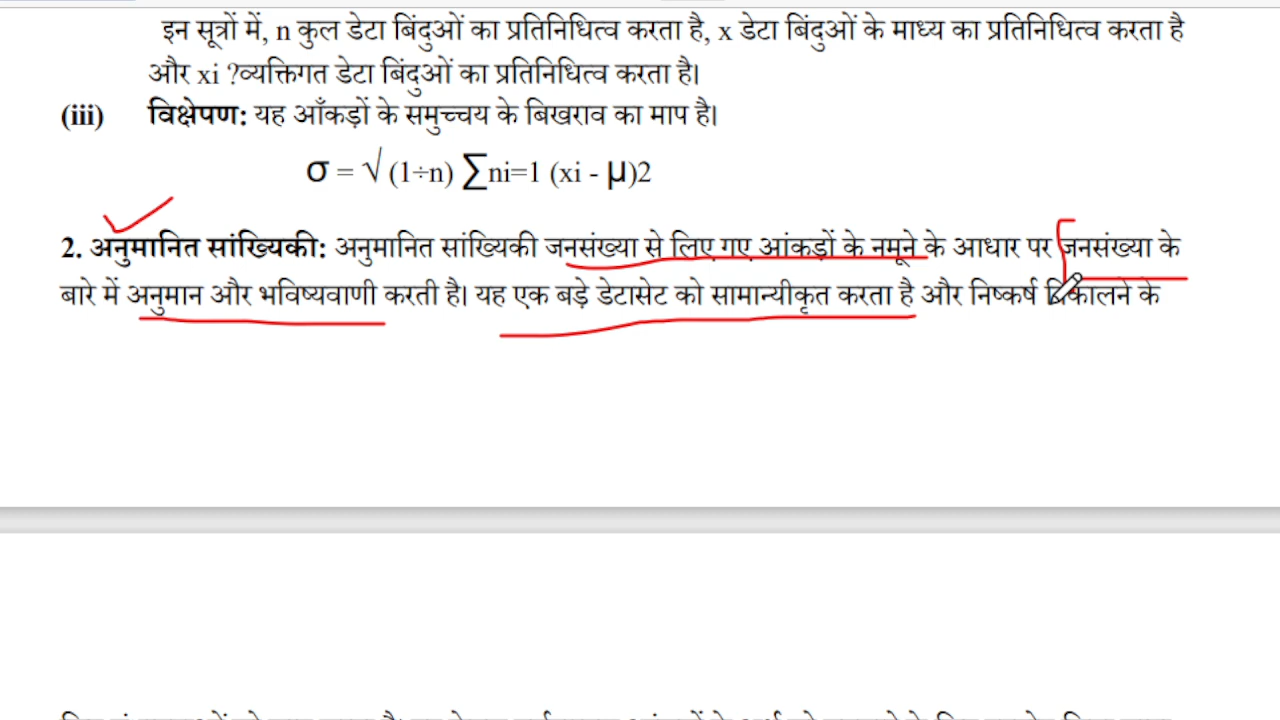 इन सूत्रों में, n कुल डेटा बिंदुओं का प्रतिनिधित्व करता है, x डेटा बिंदुओं के माध्य का प्रतिनिधित्व करता है
और xi ?व्यक्तिगत डेटा बिंदुओं का प्रतिनिधित्व करता है।
(iii) विक्षेपण: यह आँकड़ों के समुच्चय के बिखराव का माप है।
σ = √ (1÷n) ∑ni=1 (xi - μ)2
2. अनुमानित सांख्यिकी: अनुमानित सांख्यिकी जनसंख्या से लिए गए आंकड़ों के नमूने के आधार पर जनसंख्या के
बारे में अनुमान और भविष्यवाणी करती है। यह एक बड़े डेटासेट को सामान्यीकृत करता है और निष्कर्ष निकालने के